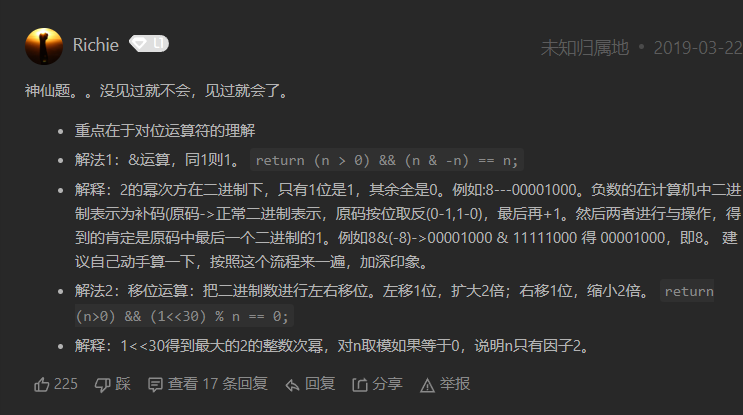 Richie L1
未知归属地 • 2019-03-22
神仙题。。没见过就不会，见过就会了。
• 重点在于对位运算符的理解
• 解法1：&运算，同1则1。 return (n > 0) && (n & -n) == n;
• 解释：2的幂次方在二进制下，只有1位是1，其余全是0。例如:8---00001000。负数的在计算机中二进
制表示为补码(原码->正常二进制表示，原码按位取反(0-1,1-0)，最后再+1。然后两者进行与操作，得
到的肯定是原码中最后一个二进制的1。例如8&(-8)->00001000 & 11111000 得 00001000，即8。 建
议自己动手算一下，按照这个流程来一遍，加深印象。
• 解法2：移位运算：把二进制数进行左右移位。左移1位，扩大2倍；右移1位，缩小2倍。 return
(n>0) && (1<<30) % n == 0;
• 解释：1<<30得到最大的2的整数次幂，对n取模如果等于0，说明n只有因子2。
225 踩 查看 17 条回复 回复 分享 举报